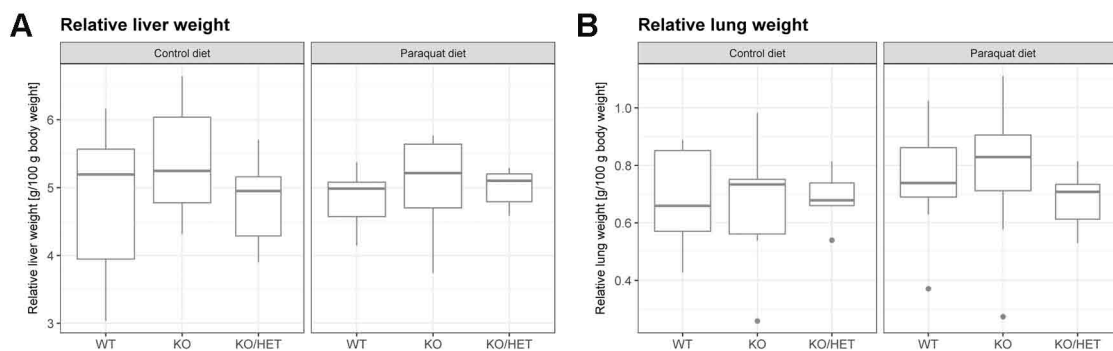 A Relative liver weight
Control diet
Paraquat diet
Relative liver weight [g/100 g body weight]
6
5
4
3
WT KO KO/HET WT KO KO/HET
B Relative lung weight
Control diet
Paraquat diet
Relative lung weight [g/100 g body weight]
1.0
0.8
0.6
0.4
WT KO KO/HET WT KO KO/HET